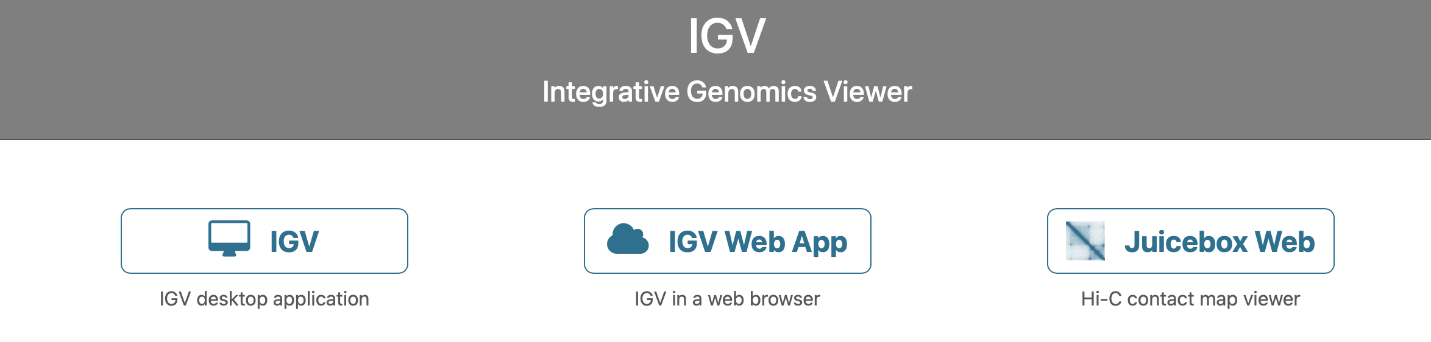 IGV
Integrative Genomics Viewer
IGV
IGV desktop application
IGV Web App
IGV in a web browser
Juicebox Web
Hi-C contact map viewer